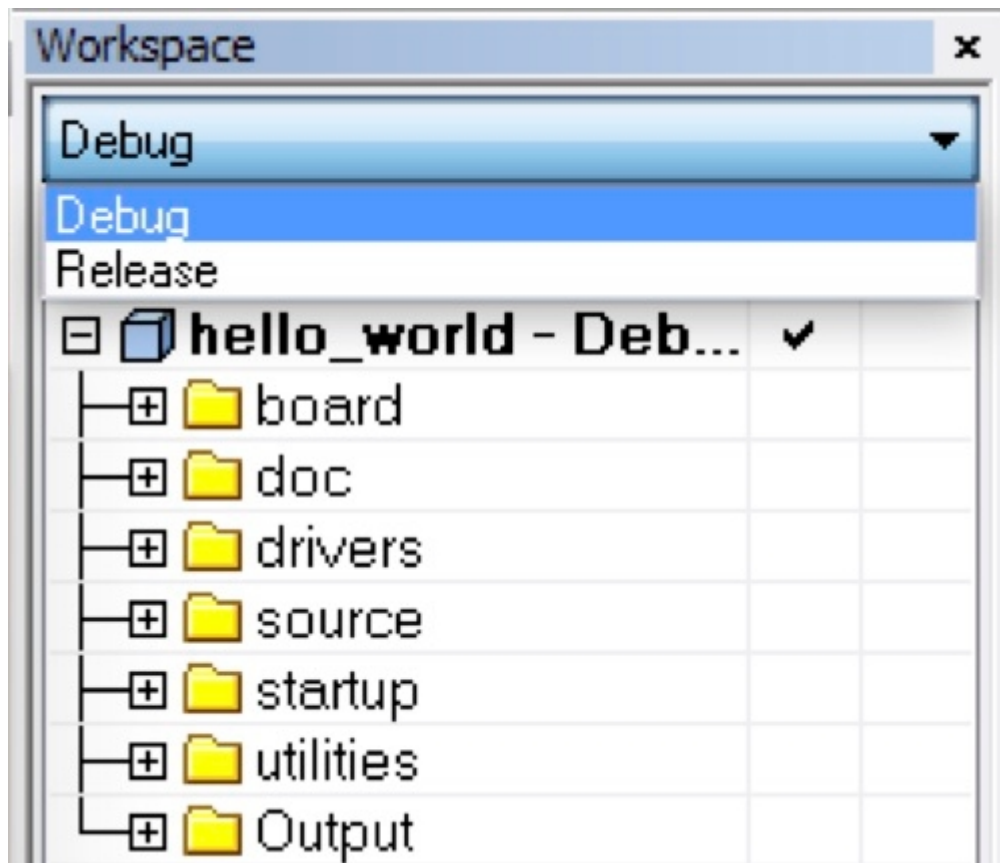 Workspace
Debug
Debug
Release
hello_world - Deb...
board
doc
drivers
source
startup
utilities
Output